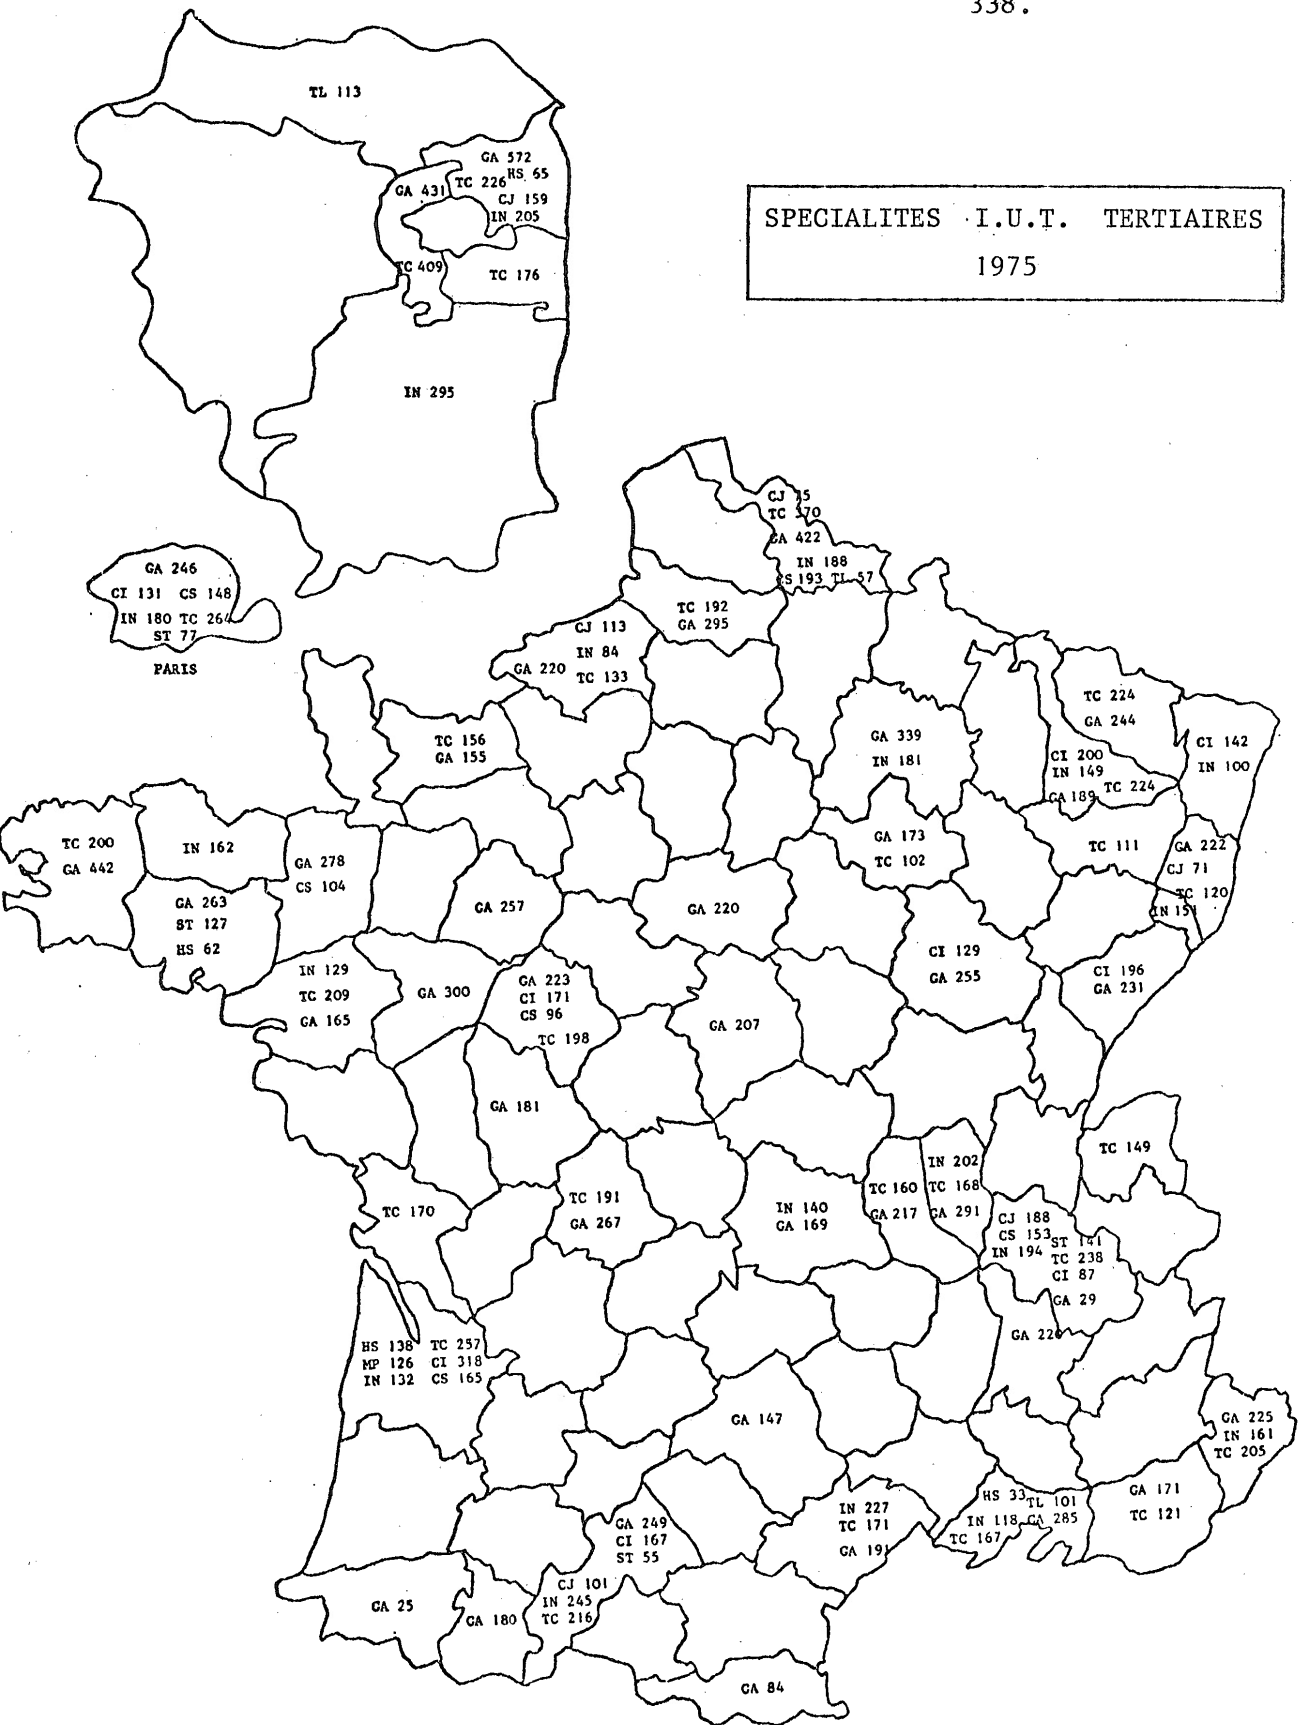 338.
TL 113
GA 572
HS 65
TC 226
GA 431
CJ 159
IN 205
TC 409
TC 176
SPECIALITES I.U.T. TERTIAIRES
1975
IN 295
GA 246
CI 131 CS 148
IN 180 TC 264
ST 77
PARIS
CJ
TC
GA 422
IN 188
CS 193 TL 57
TC 192
GA 295
CJ 113
IN 84
GA 220
TC 133
TC 156
GA 155
GA 339
IN 181
TC 224
GA 244
CI 200
IN 149
GA 189 TC 224
CI 142
IN 100
TC 200
GA 442
IN 162
GA 278
CS 104
GA 263
ST 127
HS 62
GA 257
GA 220
GA 173
TC 102
TC 111
GA 222
CJ 71
TC 120
IN 151
IN 129
TC 209
GA 165
GA 300
GA 223
CI 171
CS 96
TC 198
GA 207
CI 129
GA 255
CI 196
GA 231
GA 181
TC 170
TC 191
GA 267
IN 140
GA 169
TC 160
GA 217
IN 202
TC 168
GA 291
TC 149
CJ 188
CS 153
IN 194
ST 141
TC 238
CI 87
GA 29
GA 226
HS 138 TC 257
MP 126 CI 318
IN 132 CS 165
GA 147
GA 225
IN 161
TC 205
GA 249
CI 167
ST 55
IN 227
TC 171
GA 191
HS 33
TL 101
IN 118 GA 285
TC 167
GA 171
TC 121
GA 25
GA 180
CJ 101
IN 245
TC 216
GA 84